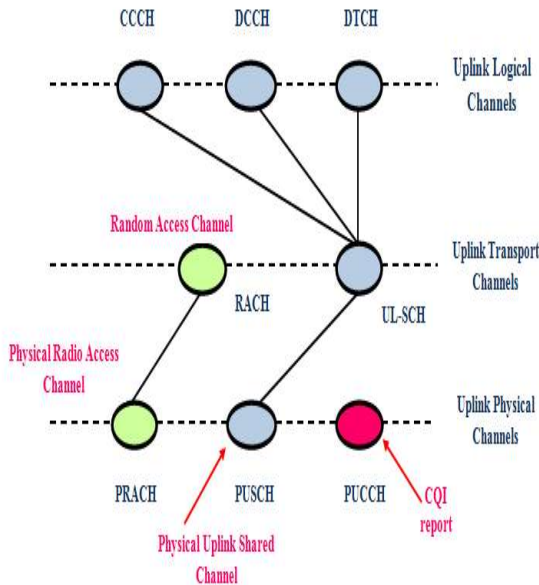 CCCH
DCCH
DTCH
Uplink Logical
Channels
Random Access Channel
Uplink Transport
Channels
RACH
UL-SCH
Physical Radio Access
Channel
Uplink Physical
Channels
PRACH
PUSCH
PUCCH
CQI
report
Physical Uplink Shared
Channel